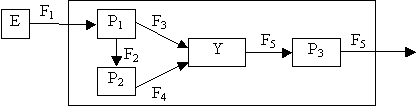 E F₁ P₁ F₃ Y F₅ P₃ F₅
F₂
P₂ F₄